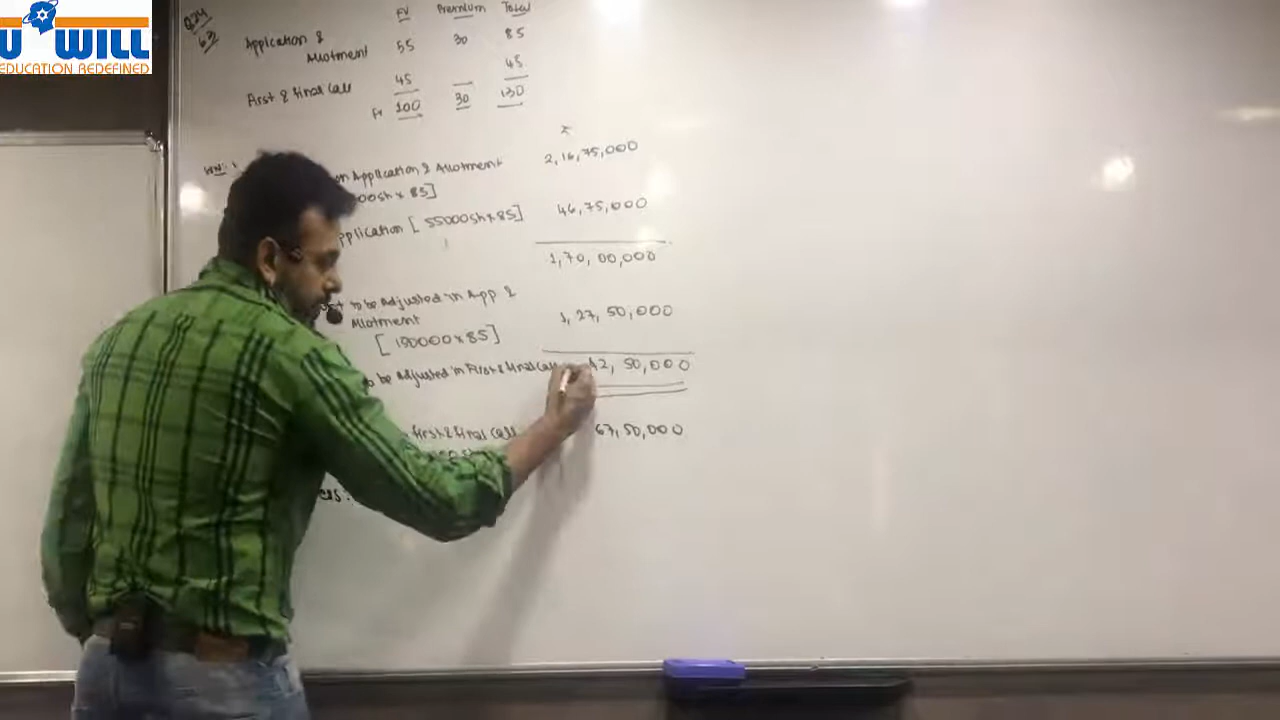 U WILL
EDUCATION REDEFINED
Q24
63
FV Premium Total
Application &
Allotment 55 30 85
First & final Call 45 — 45
FV 100 30 130
WN: 1
₹
on Application & Allotment 2,16,75,000
00sh x 85]
pplication [55000sh x 85] 46,75,000
1,70,00,000
to be Adjusted in App &
Allotment 1,27,50,000
[150000 x 85]
to be Adjusted in First & final Call 42,50,000
first & final Call 67,50,000